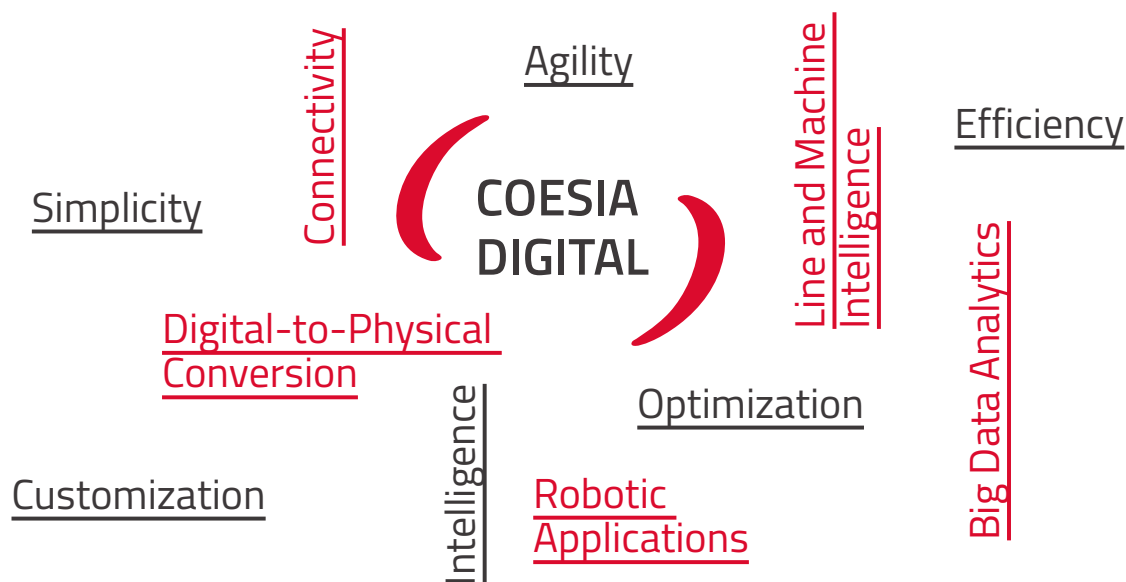 Connectivity
Agility
Line and Machine
Intelligence
Efficiency
Simplicity
COESIA
DIGITAL
Big Data Analytics
Digital-to-Physical
Conversion
Intelligence
Optimization
Customization
Robotic
Applications